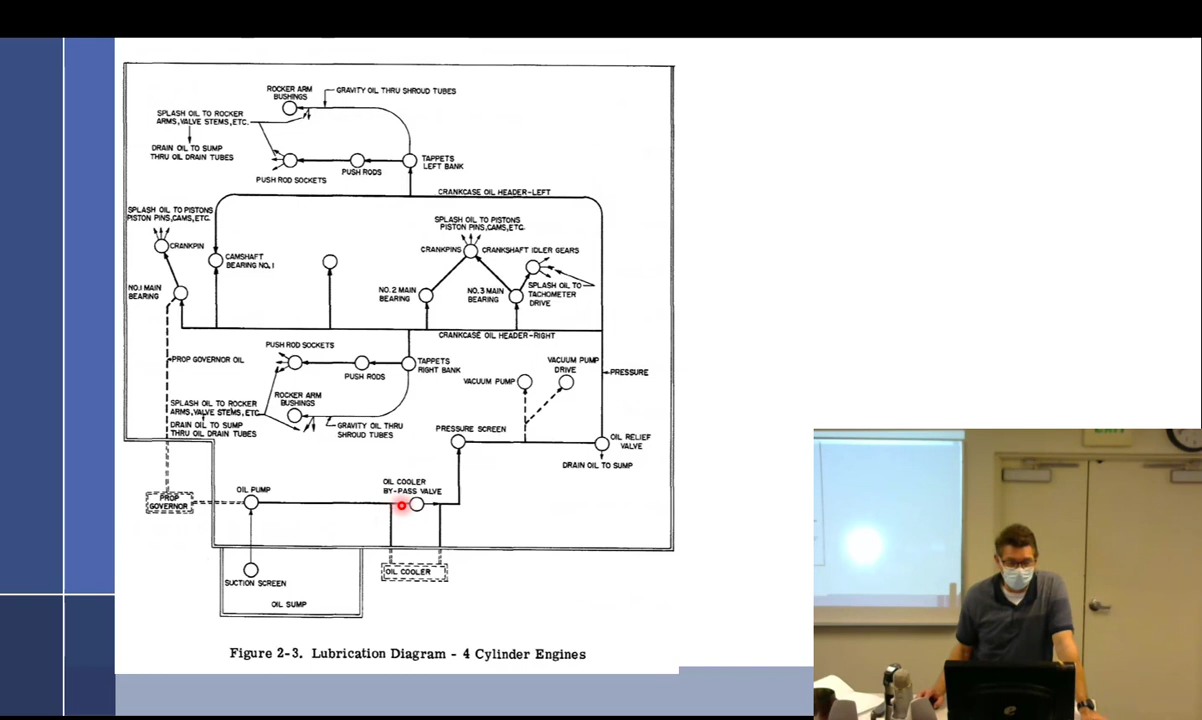 ROCKER ARM
BUSHINGS
GRAVITY OIL THRU SHROUD TUBES
SPLASH OIL TO ROCKER
ARMS, VALVE STEMS, ETC.
DRAIN OIL TO SUMP
THRU OIL DRAIN TUBES
TAPPETS
LEFT BANK
PUSH RODS
PUSH ROD SOCKETS
CRANKCASE OIL HEADER-LEFT
SPLASH OIL TO PISTONS
PISTON PINS, CAMS, ETC.
SPLASH OIL TO PISTONS
PISTON PINS, CAMS, ETC.
CRANKPIN
CAMSHAFT
BEARING NO. 1
CRANKPINS
CRANKSHAFT IDLER GEARS
NO. 1 MAIN
BEARING
NO. 2 MAIN
BEARING
NO. 3 MAIN
BEARING
SPLASH OIL TO
TACHOMETER
DRIVE
CRANKCASE OIL HEADER-RIGHT
PUSH ROD SOCKETS
PROP GOVERNOR OIL
PUSH RODS
TAPPETS
RIGHT BANK
VACUUM PUMP
VACUUM PUMP
DRIVE
PRESSURE
ROCKER ARM
BUSHINGS
SPLASH OIL TO ROCKER
ARMS, VALVE STEMS, ETC.
DRAIN OIL TO SUMP
THRU OIL DRAIN TUBES
GRAVITY OIL THRU
SHROUD TUBES
PRESSURE SCREEN
OIL RELIEF
VALVE
DRAIN OIL TO SUMP
OIL COOLER
BY-PASS VALVE
OIL PUMP
PROP
GOVERNOR
OIL COOLER
SUCTION SCREEN
OIL SUMP
Figure 2-3. Lubrication Diagram - 4 Cylinder Engines
EXIT